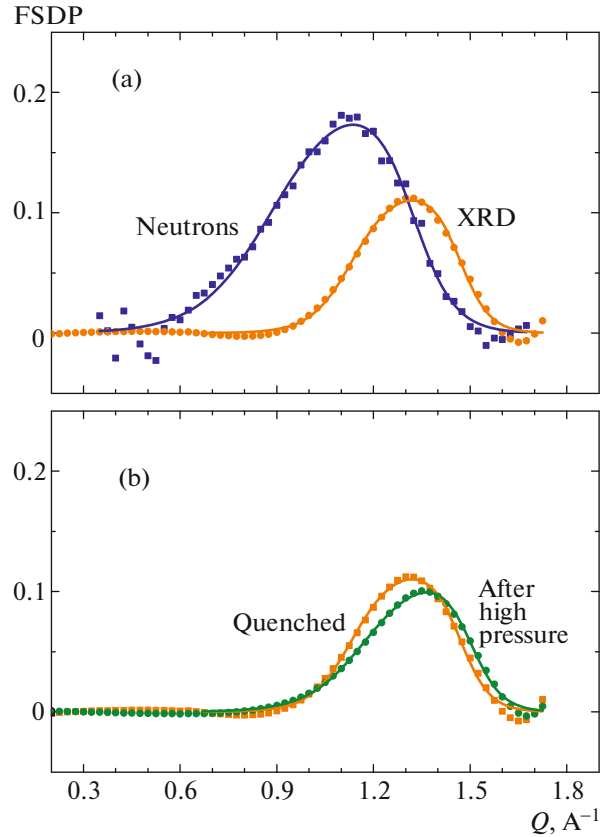 FSDP
0.2
(a)
Neutrons
XRD
0.1
0
0.2
(b)
After
high
pressure
0.1
Quenched
0
0.3 0.6 0.9 1.2 1.5 1.8
Q, A⁻¹